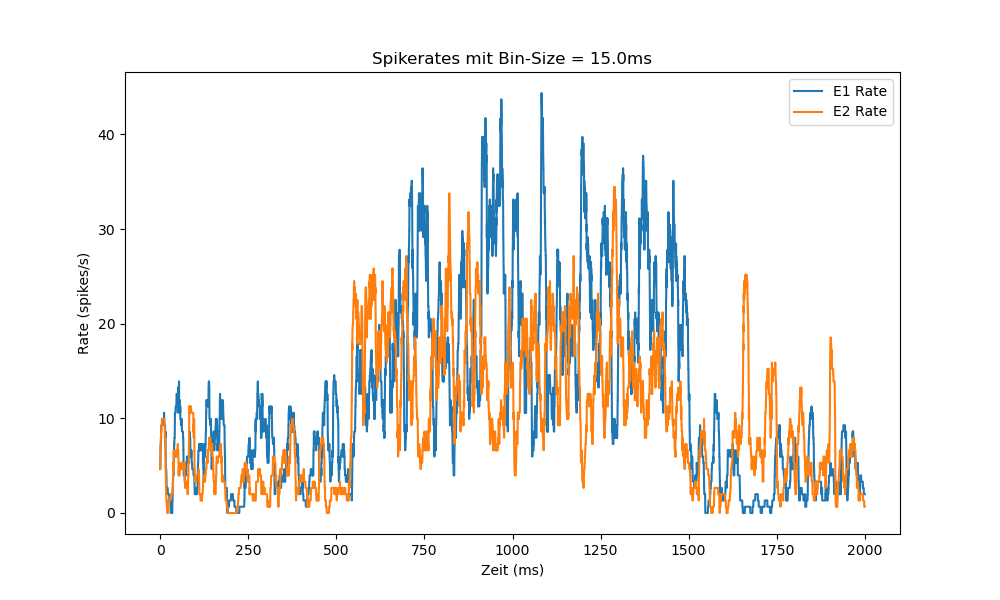 Spikerates mit Bin-Size = 15.0ms
E1 Rate
E2 Rate
40
30
20
10
0
Rate (spikes/s)
0 250 500 750 1000 1250 1500 1750 2000
Zeit (ms)